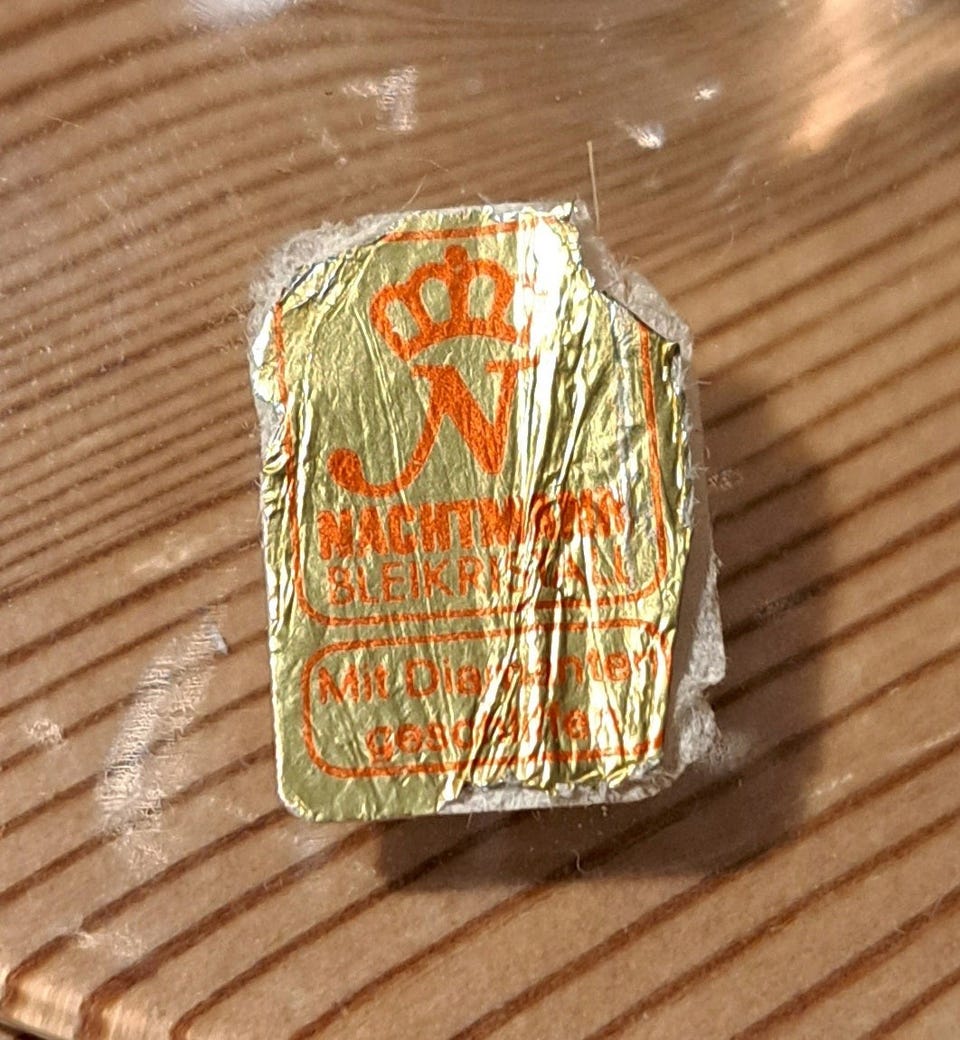 N
NACHTMANN
BLEIKRISTALL
Mit Diamanten
geschliffen